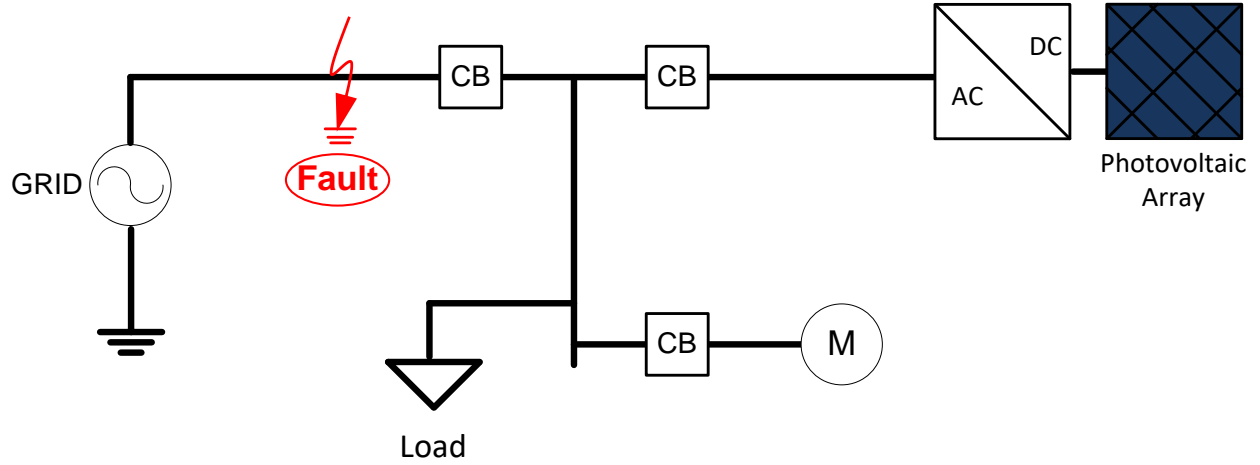 CB
CB
DC
AC
Photovoltaic
Array
GRID
Fault
CB
M
Load